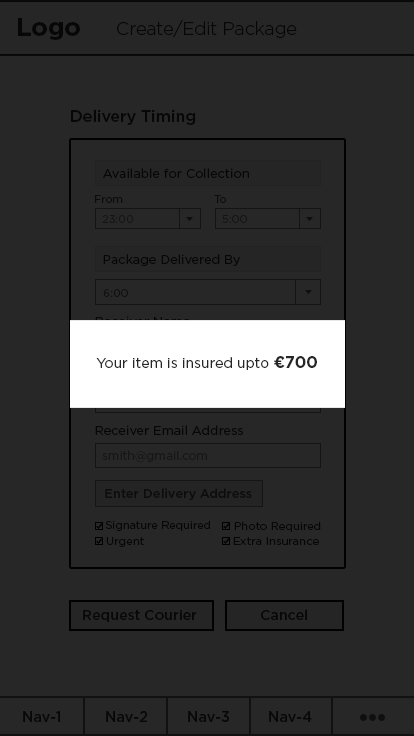 Logo Create/Edit Package
Delivery Timing
Available for Collection
From To
23:00 5:00
Package Delivered By
6:00
Receiver Name
Your item is insured upto €700
Receiver Email Address
smith@gmail.com
Enter Delivery Address
Signature Required Photo Required
Urgent Extra Insurance
Request Courier Cancel
Nav-1 Nav-2 Nav-3 Nav-4